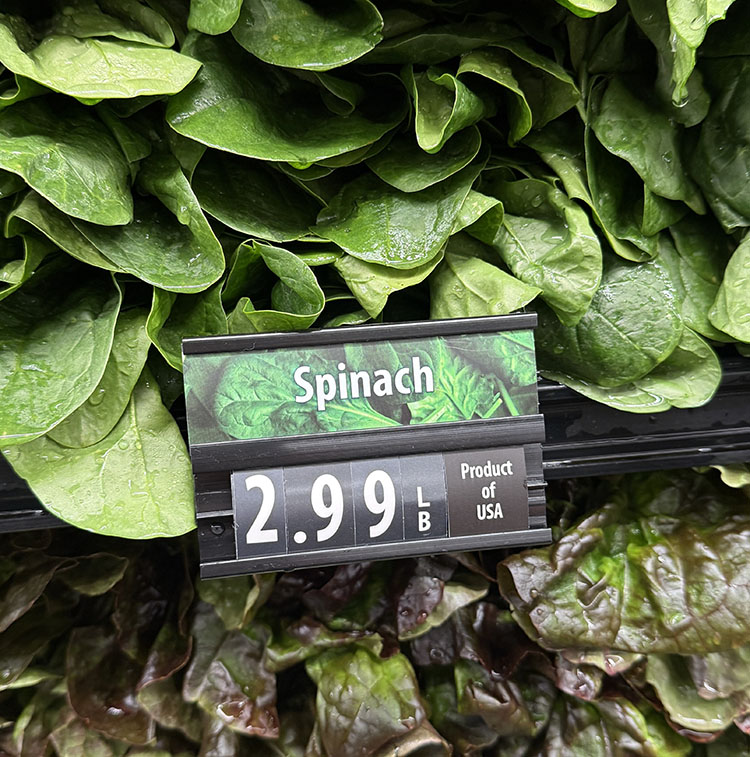 Spinach
2.99 LB
Product
of
USA